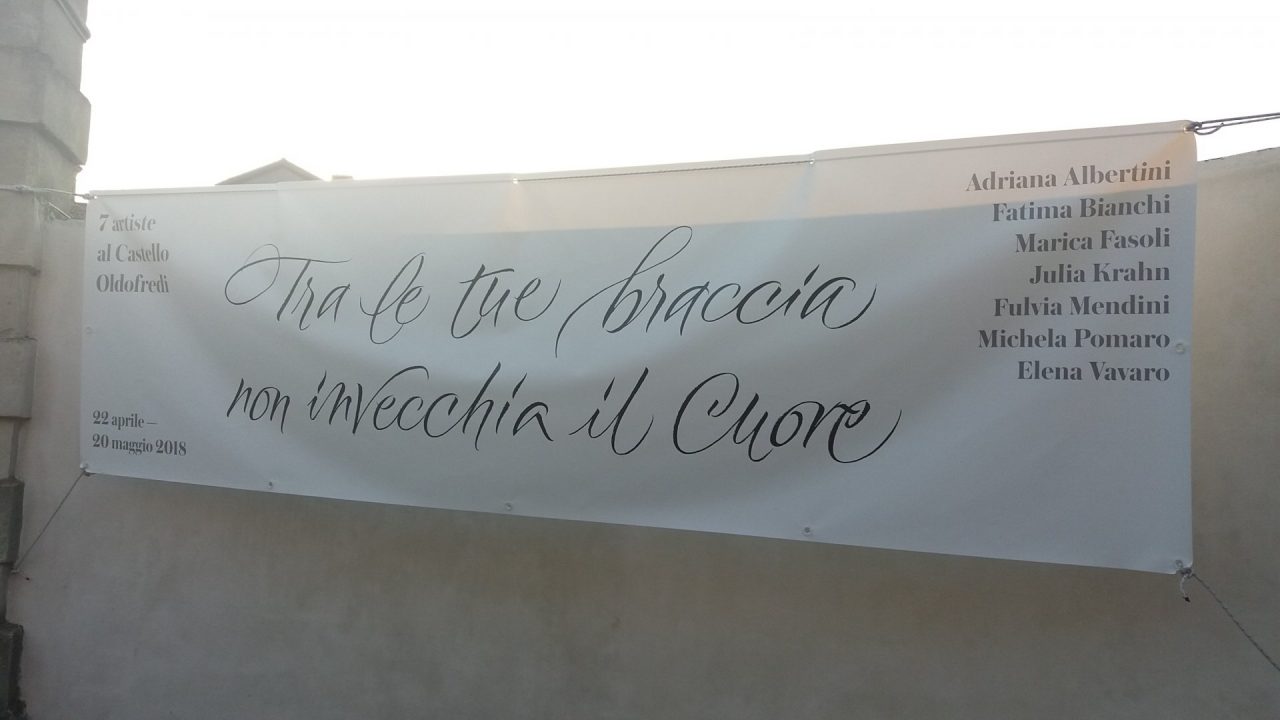 7 artiste
al Castello
Oldofredi
Tra le tue braccia
non invecchia il Cuore
22 aprile –
20 maggio 2018
Adriana Albertini
Fatima Bianchi
Marica Fasoli
Julia Krahn
Fulvia Mendini
Michela Pomaro
Elena Vavaro